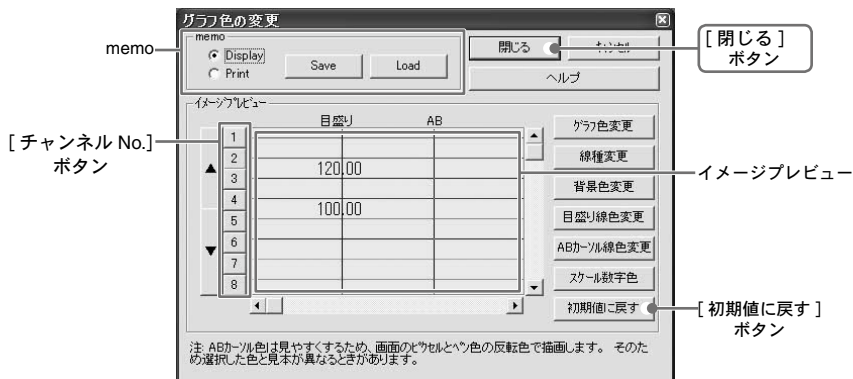 グラフ色の変更
memo
memo
Display
Print
Save
Load
閉じる
キャンセル
ヘルプ
[ 閉じる ]
ボタン
イメージプレビュー
目盛り
AB
[ チャンネル No.]
ボタン
1
2
3
4
5
6
7
8
▲
▼
120.00
100.00
グラフ色変更
線種変更
背景色変更
目盛り線色変更
ABカーソル線色変更
スケール数字色
初期値に戻す
イメージプレビュー
[ 初期値に戻す ]
ボタン
注: ABカーソル色は見やすくするため、画面のピクセルとペン色の反転色で描画します。 そのた
め選択した色と見本が異なるときがあります。